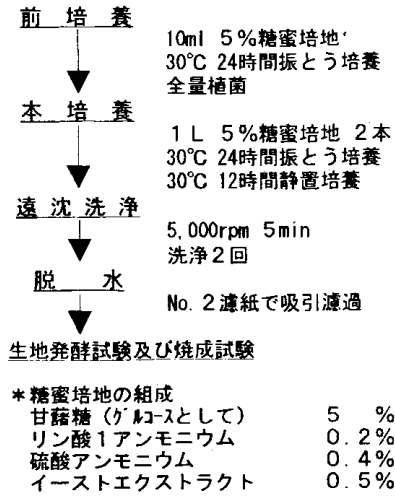 前培養
10ml 5%糖蜜培地
30℃ 24時間振とう培養
全量植菌
本培養
1L 5%糖蜜培地 2本
30℃ 24時間振とう培養
30℃ 12時間静置培養
遠沈洗浄
5,000rpm 5min
洗浄2回
脱水
No.2濾紙で吸引濾過
生地発酵試験及び焼成試験
*糖蜜培地の組成
甘藷糖(グルコースとして) 5 %
リン酸1アンモニウム 0.2%
硫酸アンモニウム 0.4%
イーストエクストラクト 0.5%